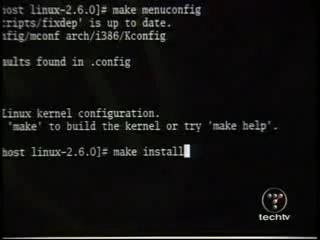 host linux-2.6.0]# make menuconfig
cripts/fixdep' is up to date.
nfig/mconf arch/i386/Kconfig
aults found in .config
Linux kernel configuration.
'make' to build the kernel or try 'make help'.
host linux-2.6.0]# make install
?
techtv